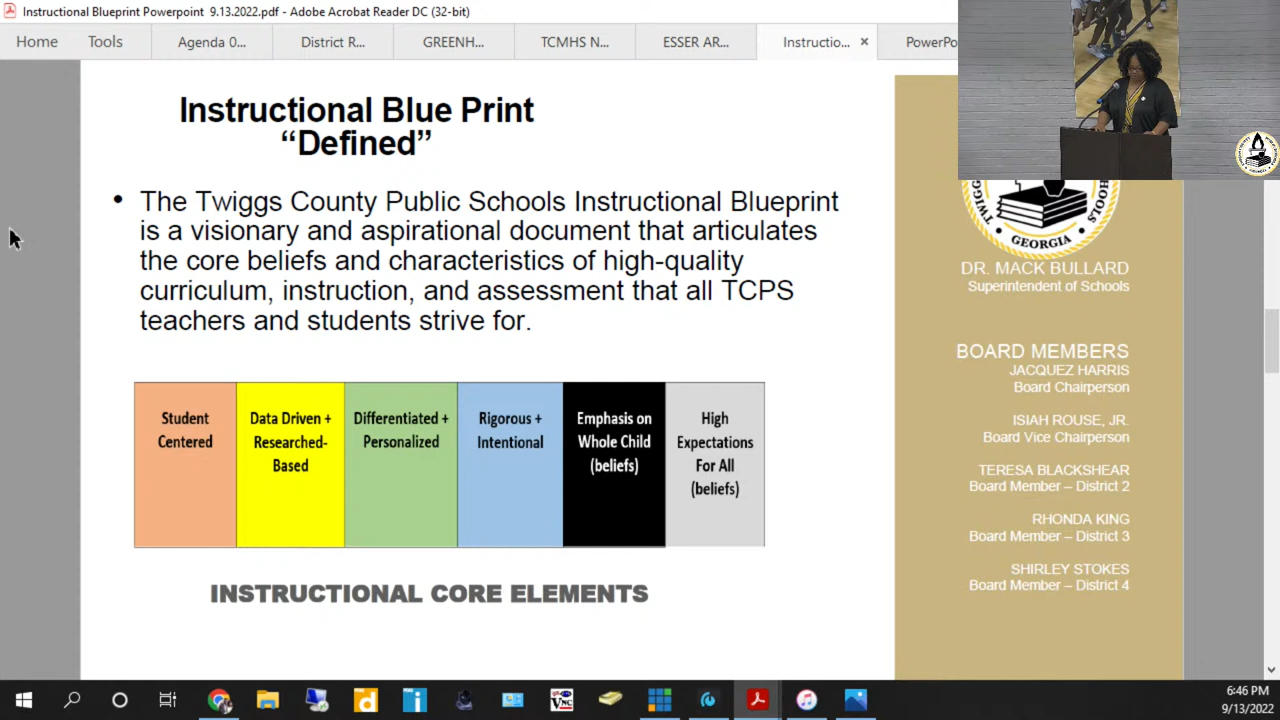 Instructional Blueprint Powerpoint 9.13.2022.pdf - Adobe Acrobat Reader DC (32-bit)
Home
Tools
Agenda 0...
District R...
GREENH...
TCMHS N...
ESSER AR...
Instructio...
PowerPo
Instructional Blue Print
“Defined”
• The Twiggs County Public Schools Instructional Blueprint
is a visionary and aspirational document that articulates
the core beliefs and characteristics of high-quality
curriculum, instruction, and assessment that all TCPS
teachers and students strive for.
Student
Centered
Data Driven +
Researched-
Based
Differentiated +
Personalized
Rigorous +
Intentional
Emphasis on
Whole Child
(beliefs)
High
Expectations
For All
(beliefs)
INSTRUCTIONAL CORE ELEMENTS
GEORGIA
DR. MACK BULLARD
Superintendent of Schools
BOARD MEMBERS
JACQUEZ HARRIS
Board Chairperson
ISIAH ROUSE, JR.
Board Vice Chairperson
TERESA BLACKSHEAR
Board Member – District 2
RHONDA KING
Board Member – District 3
SHIRLEY STOKES
Board Member – District 4
6:46 PM
9/13/2022